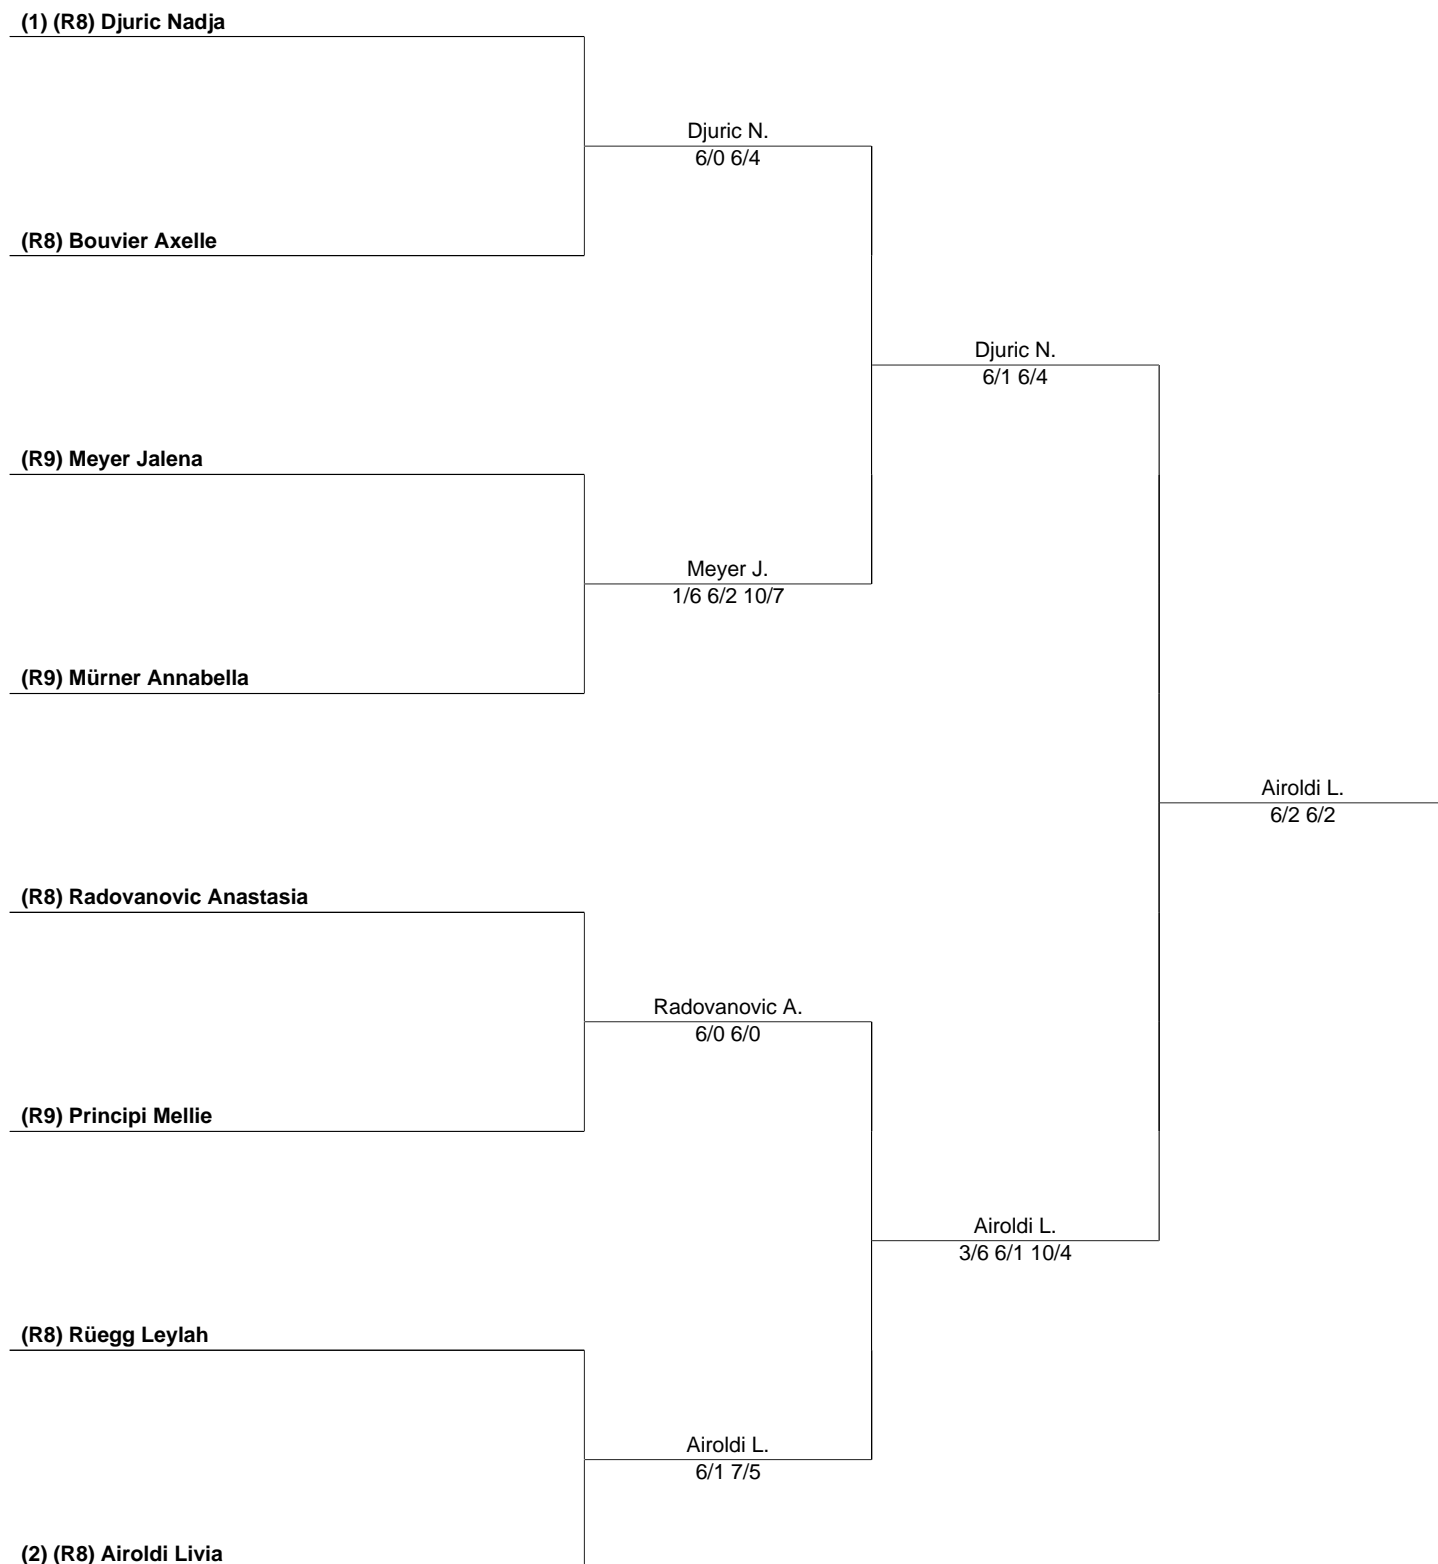 (1) (R8) Djuric Nadja
Djuric N.
6/0 6/4
(R8) Bouvier Axelle
Djuric N.
6/1 6/4
(R9) Meyer Jalena
Meyer J.
1/6 6/2 10/7
(R9) Mürner Annabella
Airoldi L.
6/2 6/2
(R8) Radovanovic Anastasia
Radovanovic A.
6/0 6/0
(R9) Principi Mellie
Airoldi L.
3/6 6/1 10/4
(R8) Rüegg Leylah
Airoldi L.
6/1 7/5
(2) (R8) Airoldi Livia